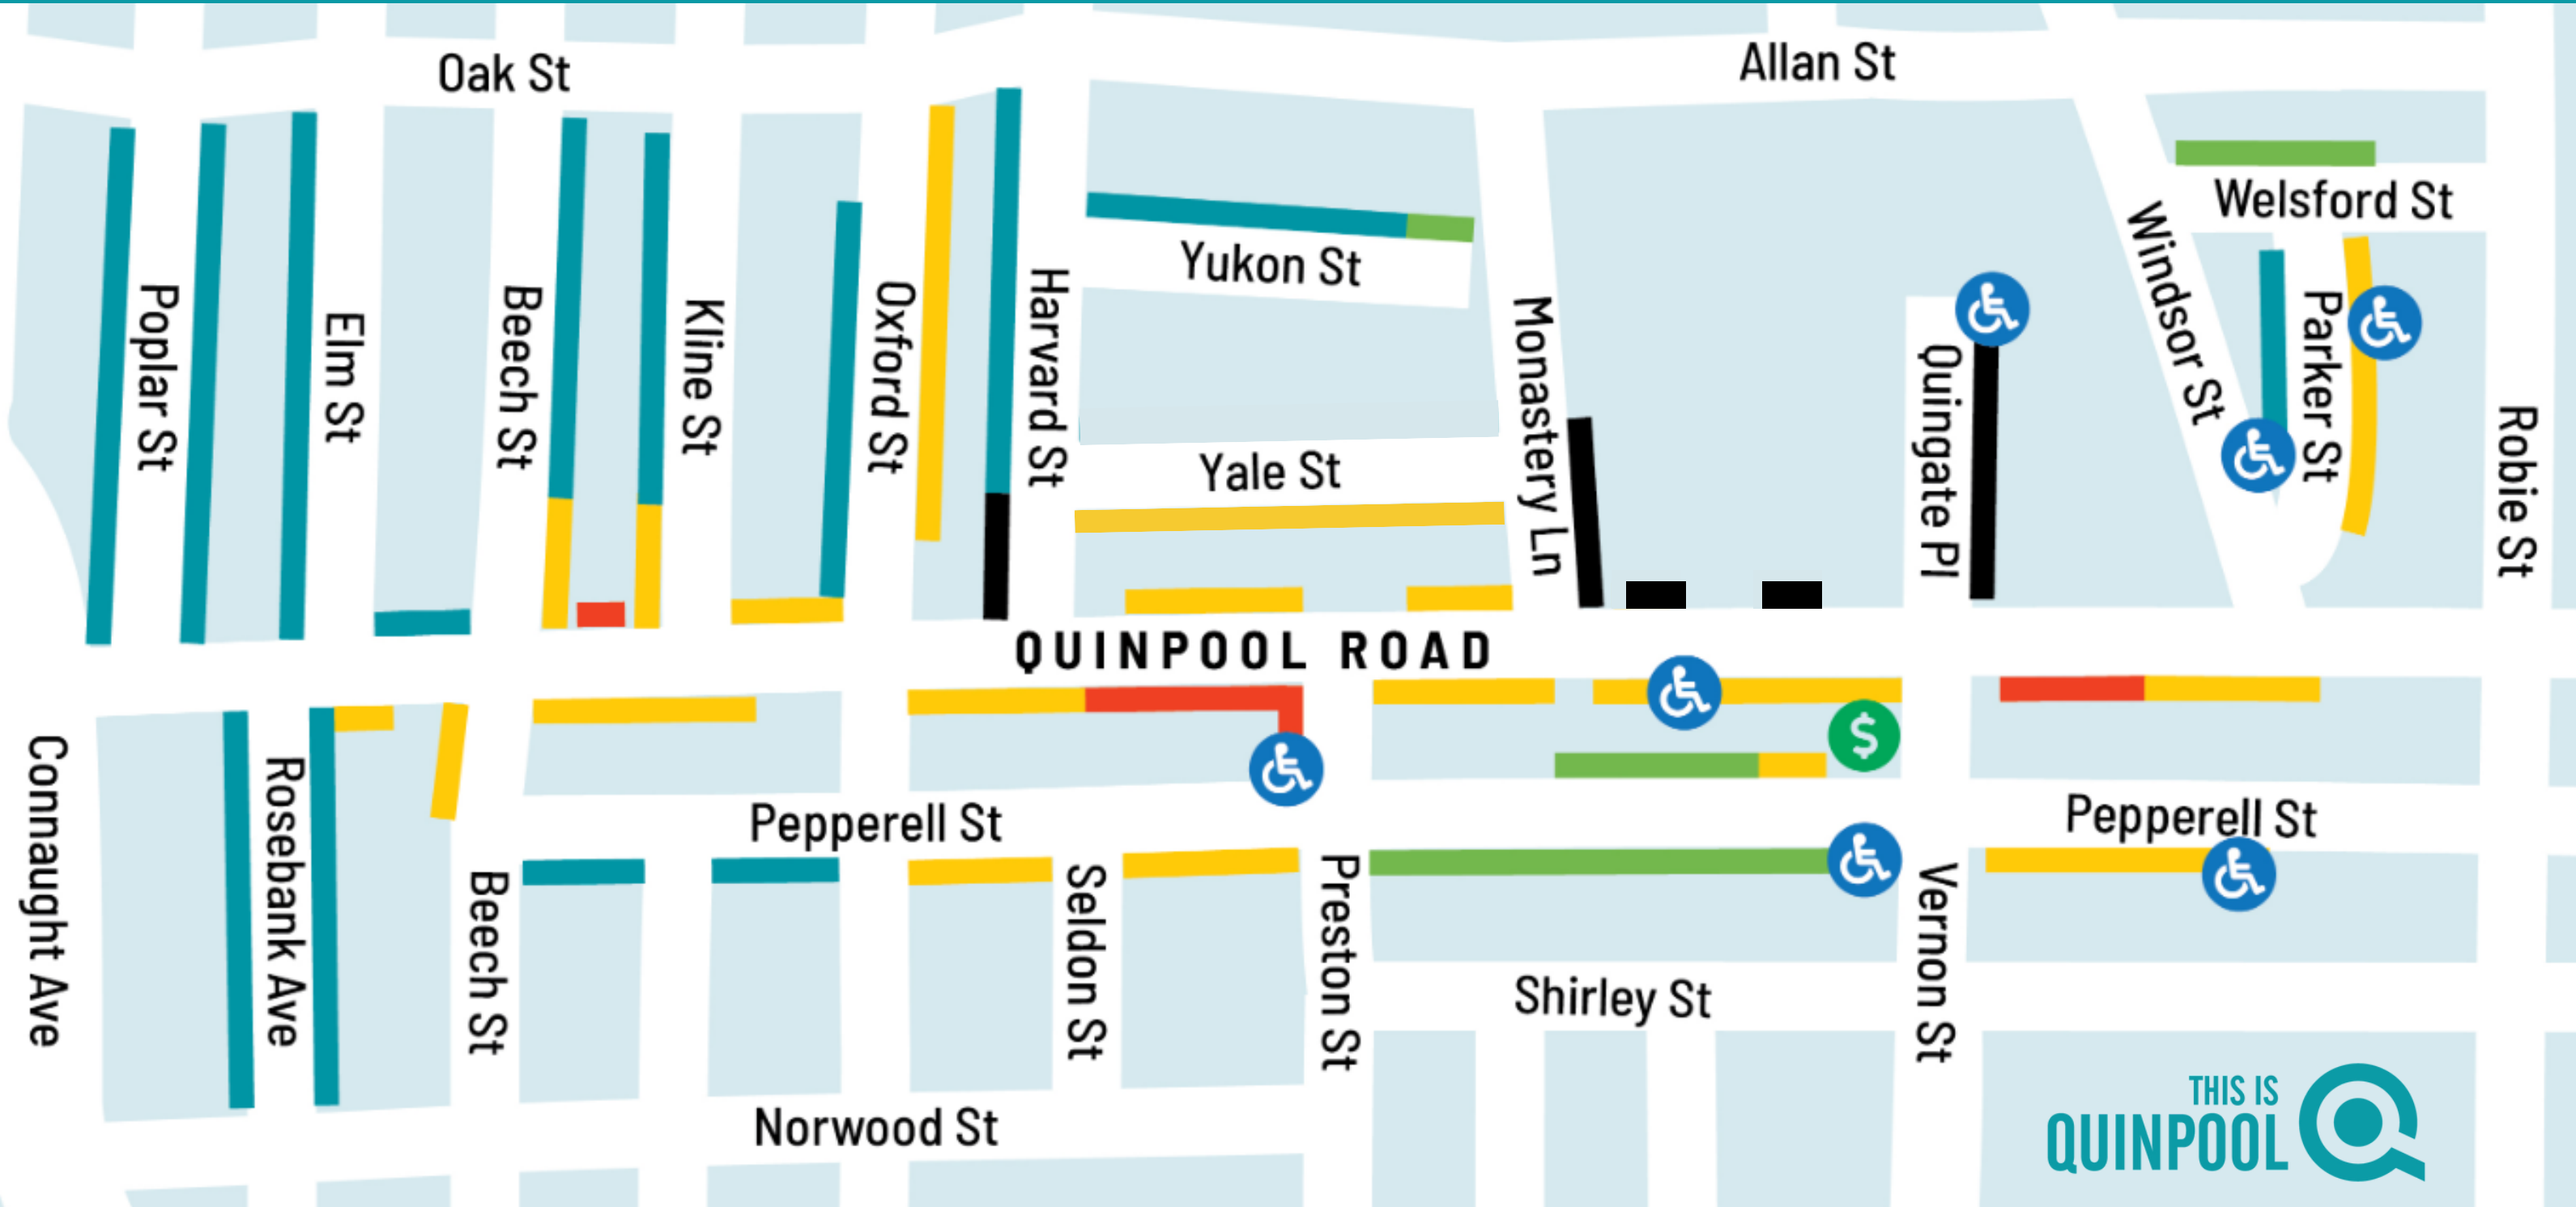 Oak St
Allan St
Welsford St
Yukon St
Poplar St
Elm St
Beech St
Kline St
Oxford St
Harvard St
Monastery Ln
Quingate Pl
Windsor St
Parker St
Robie St
Yale St
QUINPOOL ROAD
Connaught Ave
Rosebank Ave
Beech St
Pepperell St
Pepperell St
Seldon St
Preston St
Vernon St
Shirley St
Norwood St
$
THIS IS
QUINPOOL